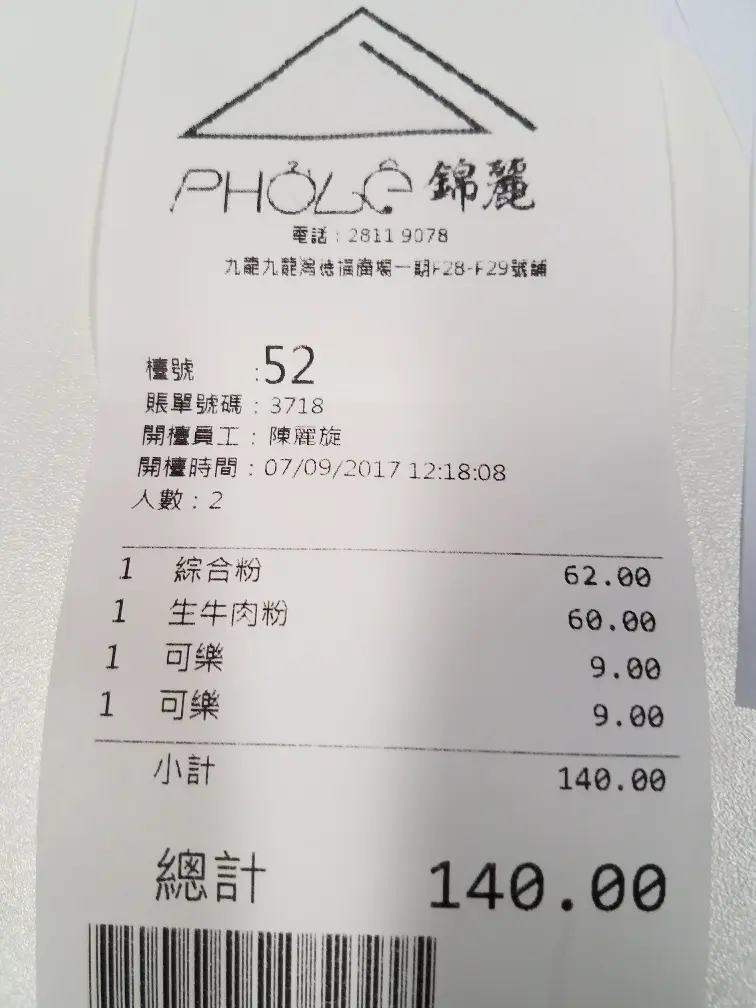 PHOLe 錦麗
電話：2811 9078
九龍九龍灣德福廣場一期F28-F29號舖
檯號 :52
賬單號碼：3718
開檯員工：陳麗旋
開檯時間：07/09/2017 12:18:08
人數：2
1 綜合粉 62.00
1 生牛肉粉 60.00
1 可樂 9.00
1 可樂 9.00
小計 140.00
總計 140.00